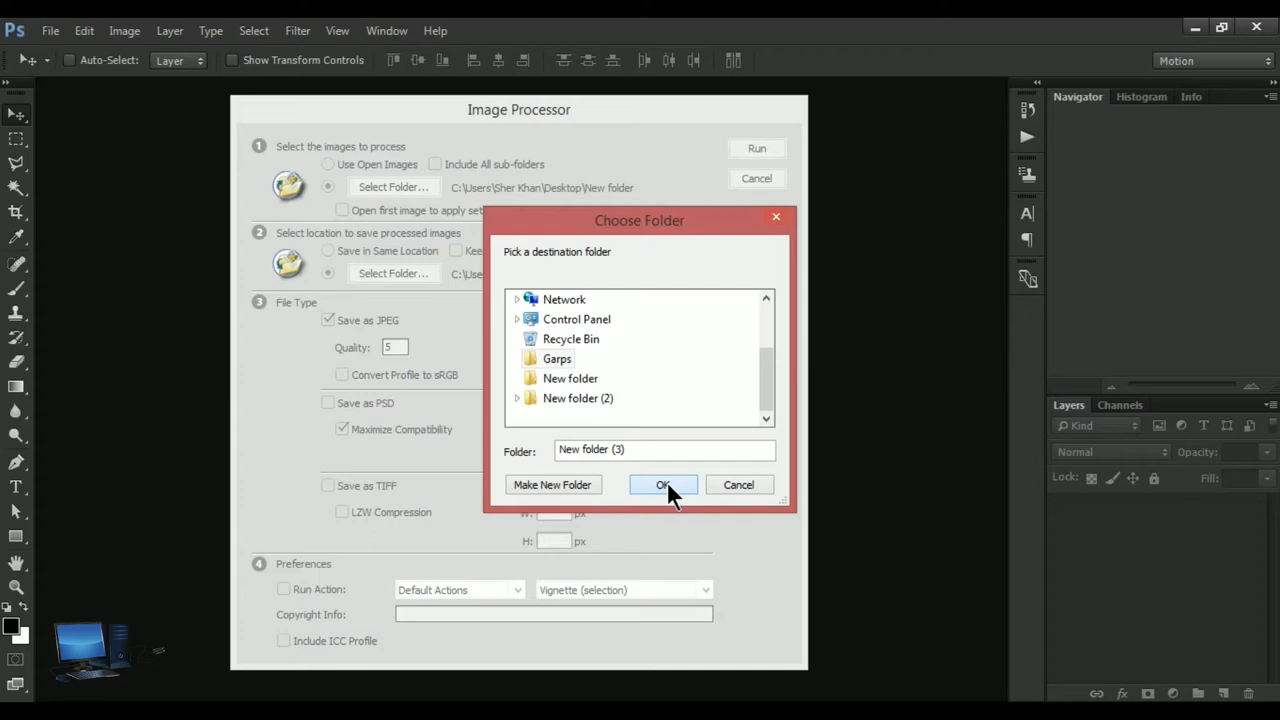 Ps File Edit Image Layer Type Select Filter View Window Help
Auto-Select: Layer Show Transform Controls Motion
Image Processor
1 Select the images to process
Use Open Images Include All sub-folders Run
Select Folder... C:\Users\Sher Khan\Desktop\New folder Cancel
Open first image to apply set
2 Select location to save processed images
Save in Same Location Kee
Select Folder... C:\Use
3 File Type
Save as JPEG
Quality: 5
Convert Profile to sRGB
Save as PSD
Maximize Compatibility
Save as TIFF
LZW Compression W: px
H: px
4 Preferences
Run Action: Default Actions Vignette (selection)
Copyright Info:
Include ICC Profile
Choose Folder
Pick a destination folder
Network
Control Panel
Recycle Bin
Garps
New folder
New folder (2)
Folder: New folder (3)
Make New Folder OK Cancel
Navigator Histogram Info
Layers Channels
Kind
Normal Opacity:
Lock: Fill: